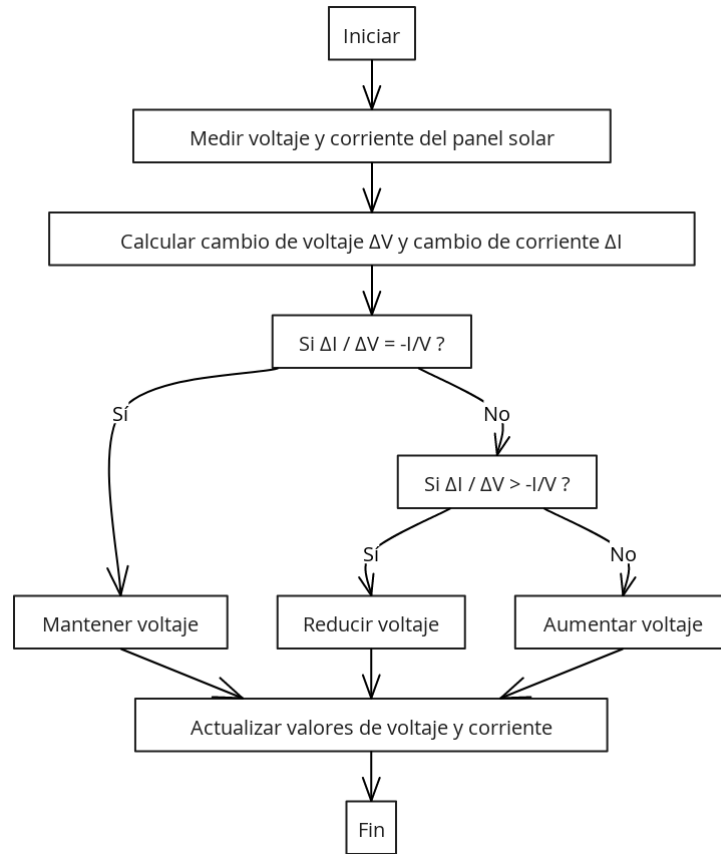 Iniciar
Medir voltaje y corriente del panel solar
Calcular cambio de voltaje ΔV y cambio de corriente ΔI
Si ΔI / ΔV = -I/V ?
Sí
No
Si ΔI / ΔV > -I/V ?
Sí
No
Mantener voltaje
Reducir voltaje
Aumentar voltaje
Actualizar valores de voltaje y corriente
Fin